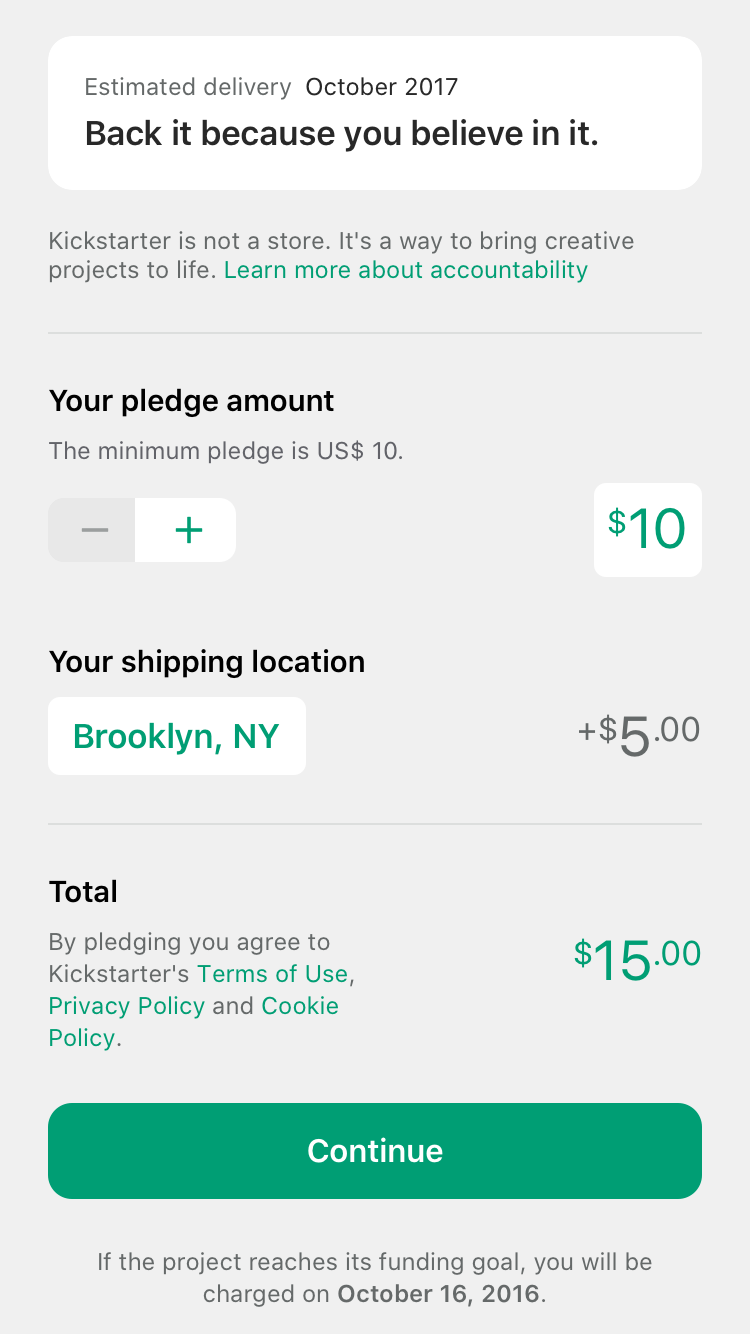 Estimated delivery October 2017
Back it because you believe in it.
Kickstarter is not a store. It's a way to bring creative
projects to life. Learn more about accountability
Your pledge amount
The minimum pledge is US$ 10.
− +
$10
Your shipping location
Brooklyn, NY
+$5.00
Total
By pledging you agree to
Kickstarter's Terms of Use,
Privacy Policy and Cookie
Policy.
$15.00
Continue
If the project reaches its funding goal, you will be
charged on October 16, 2016.